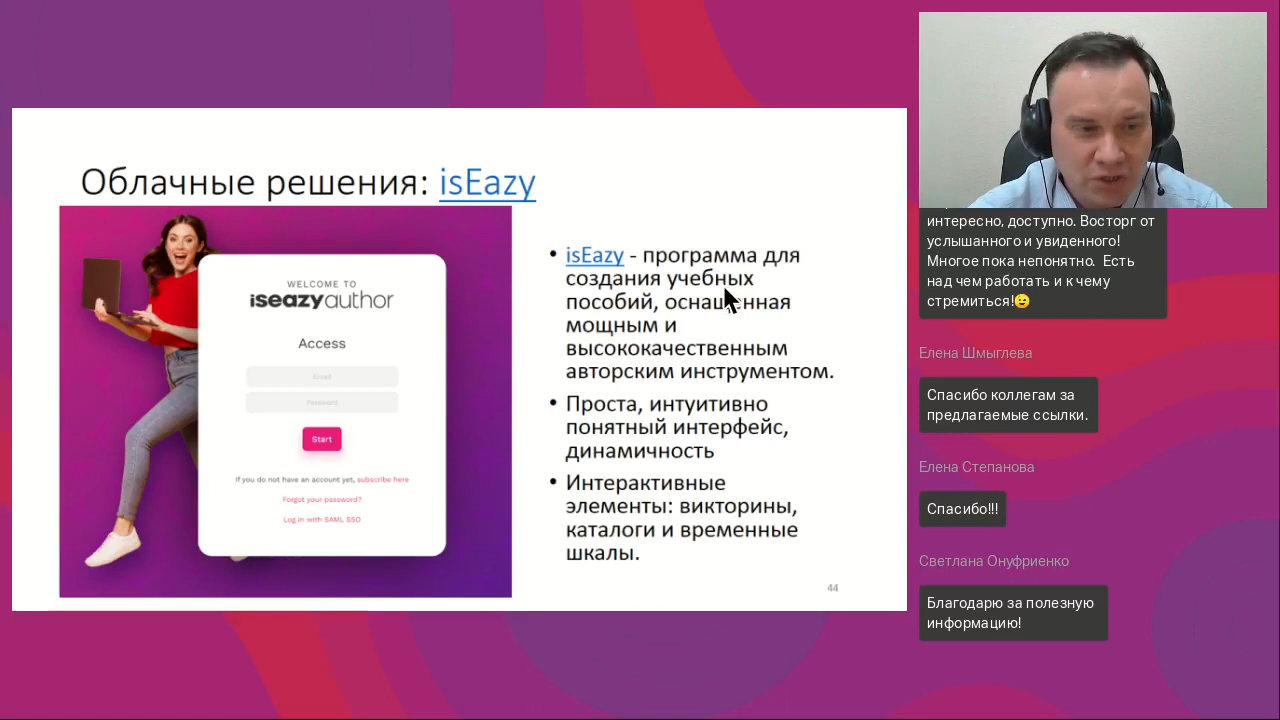 Облачные решения: isEazy
WELCOME TO
iseazyauthor
Access
Email
Password
Start
If you do not have an account yet, subscribe here
Forgot your password?
Log in with SAML SSO
• isEazy - программа для
создания учебных
пособий, оснащенная
мощным и
высококачественным
авторским инструментом.
• Проста, интуитивно
понятный интерфейс,
динамичность
• Интерактивные
элементы: викторины,
каталоги и временные
шкалы.
44
интересно, доступно. Восторг от
услышанного и увиденного!
Многое пока непонятно. Есть
над чем работать и к чему
стремиться!😉
Елена Шмыглева
Спасибо коллегам за
предлагаемые ссылки.
Елена Степанова
Спасибо!!!
Светлана Онуфриенко
Благодарю за полезную
информацию!